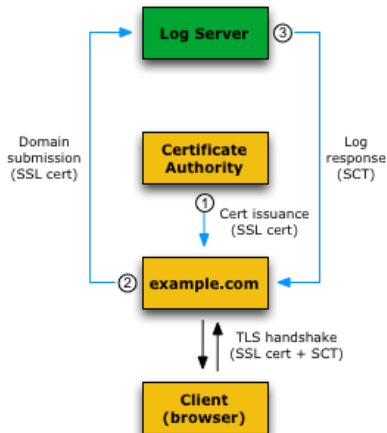 Log Server
③
Domain
submission
(SSL cert)
Log
response
(SCT)
Certificate
Authority
①
Cert issuance
(SSL cert)
②
example.com
TLS handshake
(SSL cert + SCT)
Client
(browser)